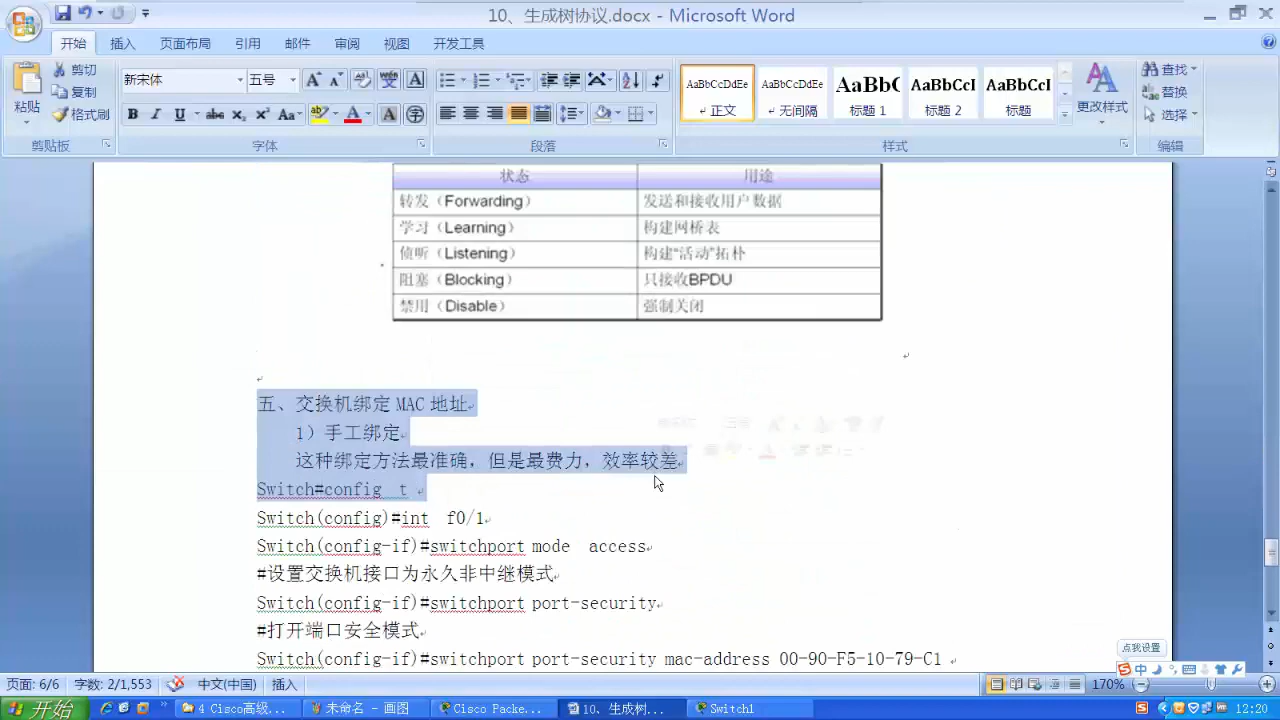 10、生成树协议.docx - Microsoft Word
开始 插入 页面布局 引用 邮件 审阅 视图 开发工具
粘贴 剪切 复制 格式刷 剪贴板
新宋体 五号 字体
段落
AaBbCcDdEe 正文 AaBbCcDdEe 无间隔 AaBbC 标题 1 AaBbCcI 标题 2 AaBbCcI 标题 更改样式 样式
查找 替换 选择 编辑
状态 用途
转发（Forwarding） 发送和接收用户数据
学习（Learning） 构建网桥表
侦听（Listening） 构建“活动”拓朴
阻塞（Blocking） 只接收BPDU
禁用（Disable） 强制关闭
五、交换机绑定 MAC 地址
1）手工绑定
这种绑定方法最准确，但是最费力，效率较差
Switch#config t
Switch(config)#int f0/1
Switch(config-if)#switchport mode access
#设置交换机接口为永久非中继模式
Switch(config-if)#switchport port-security
#打开端口安全模式
Switch(config-if)#switchport port-security mac-address 00-90-F5-10-79-C1
点我设置
中
页面: 6/6 字数: 2/1,553 中文(中国) 插入 170%
开始 4 Cisco高级... 未命名 - 画图 Cisco Packe... 10、生成树... Switch1 12:20